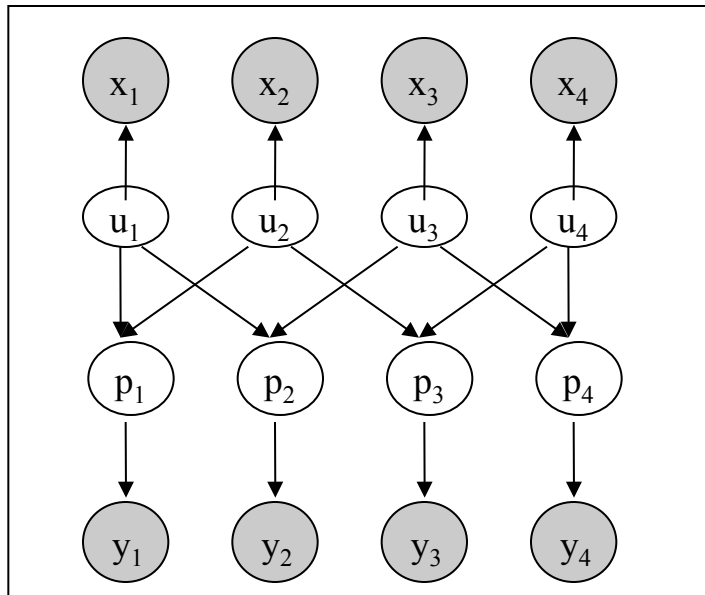 x₁ x₂ x₃ x₄
u₁ u₂ u₃ u₄
p₁ p₂ p₃ p₄
y₁ y₂ y₃ y₄